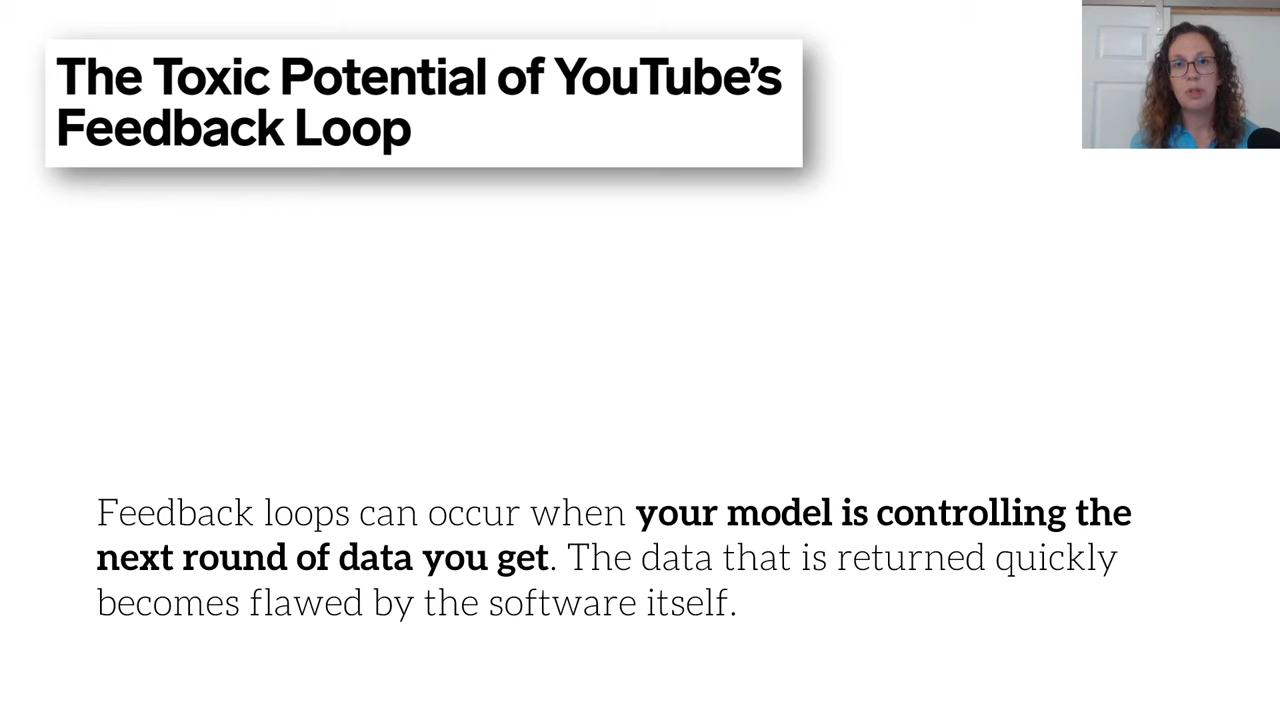 The Toxic Potential of YouTube’s
Feedback Loop
Feedback loops can occur when your model is controlling the
next round of data you get. The data that is returned quickly
becomes flawed by the software itself.